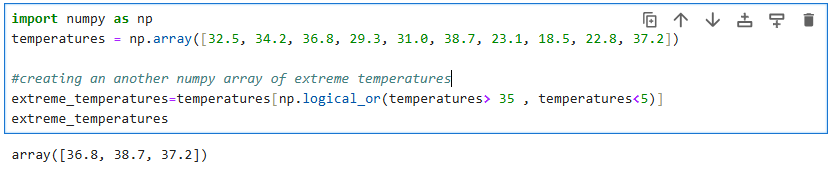 import numpy as np
temperatures = np.array([32.5, 34.2, 36.8, 29.3, 31.0, 38.7, 23.1, 18.5, 22.8, 37.2])
#creating an another numpy array of extreme temperatures
extreme_temperatures=temperatures[np.logical_or(temperatures> 35 , temperatures<5)]
extreme_temperatures
array([36.8, 38.7, 37.2])